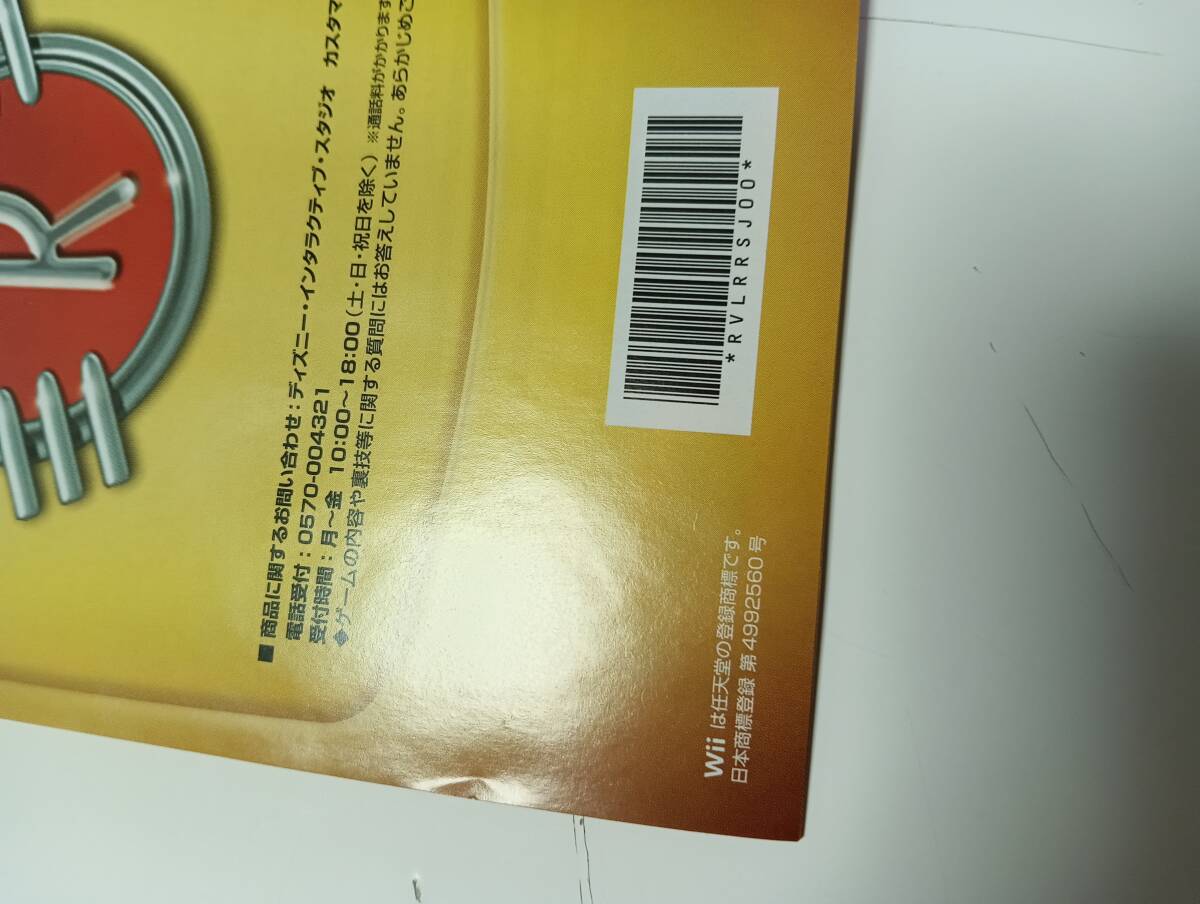 R
■ 商品に関するお問い合わせ：ディズニー・インタラクティブ・スタジオ カスタマ
電話受付：0570-004321
受付時間：月～金 10:00～18:00（土・日・祝日を除く）※通話料がかかります
◆ゲームの内容や裏技等に関する質問にはお答えしていません。あらかじめご
*RVLRRSJ00*
Wii は任天堂の登録商標です。
日本商標登録 第 4992560 号